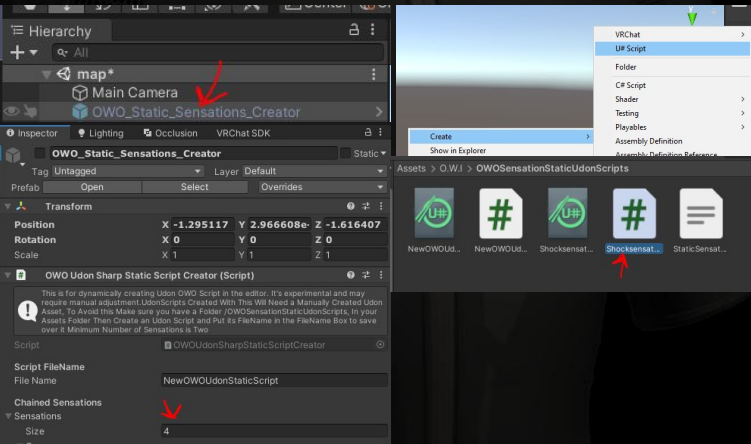 Hierarchy
All
map*
Main Camera
OWO_Static_Sensations_Creator
Inspector Lighting Occlusion VRChat SDK
OWO_Static_Sensations_Creator Static
Tag Untagged Layer Default
Prefab Open Select Overrides
Transform
Position X -1.295117 Y 2.966608e- Z -1.616407
Rotation X 0 Y 0 Z 0
Scale X 1 Y 1 Z 1
OWO Udon Sharp Static Script Creator (Script)
This is for dynamically creating Udon OWO Script in the editor. It's experimental and may
require manual adjustment.UdonScripts Created With This Will Need a Manually Created Udon
Asset, To Avoid this Make sure you have a Folder /OWOSensationStaticUdonScripts, In your
Assets Folder Then Create an Udon Script and Put its FileName in the FileName Box to save
over it Minimum Number of Sensations is Two
Script OWOUdonSharpStaticScriptCreator
Script FileName
File Name NewOWOUdonStaticScript
Chained Sensations
Sensations
Size 4
VRChat
U# Script
Folder
C# Script
Shader
Testing
Playables
Assembly Definition
Assembly Definition Reference
Create
Show in Explorer
Assets > O.W.I > OWOSensationStaticUdonScripts
U# # U# #
NewOWOUd... NewOWOUd... Shocksensat... Shocksensat... StaticSensat...